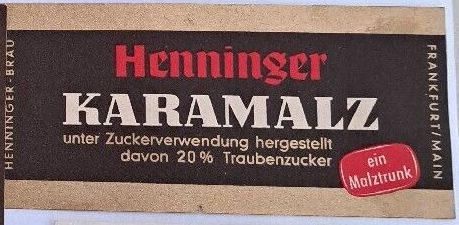 HENNINGER-BRÄU
Henninger
KARAMALZ
unter Zuckerverwendung hergestellt
davon 20% Traubenzucker
ein
Malztrunk
FRANKFURT/MAIN